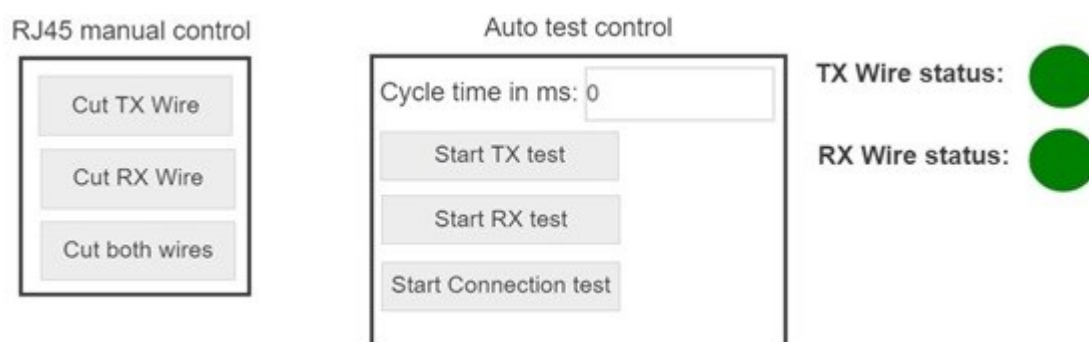 RJ45 manual control
Cut TX Wire
Cut RX Wire
Cut both wires
Auto test control
Cycle time in ms: 0
Start TX test
Start RX test
Start Connection test
TX Wire status:
RX Wire status: